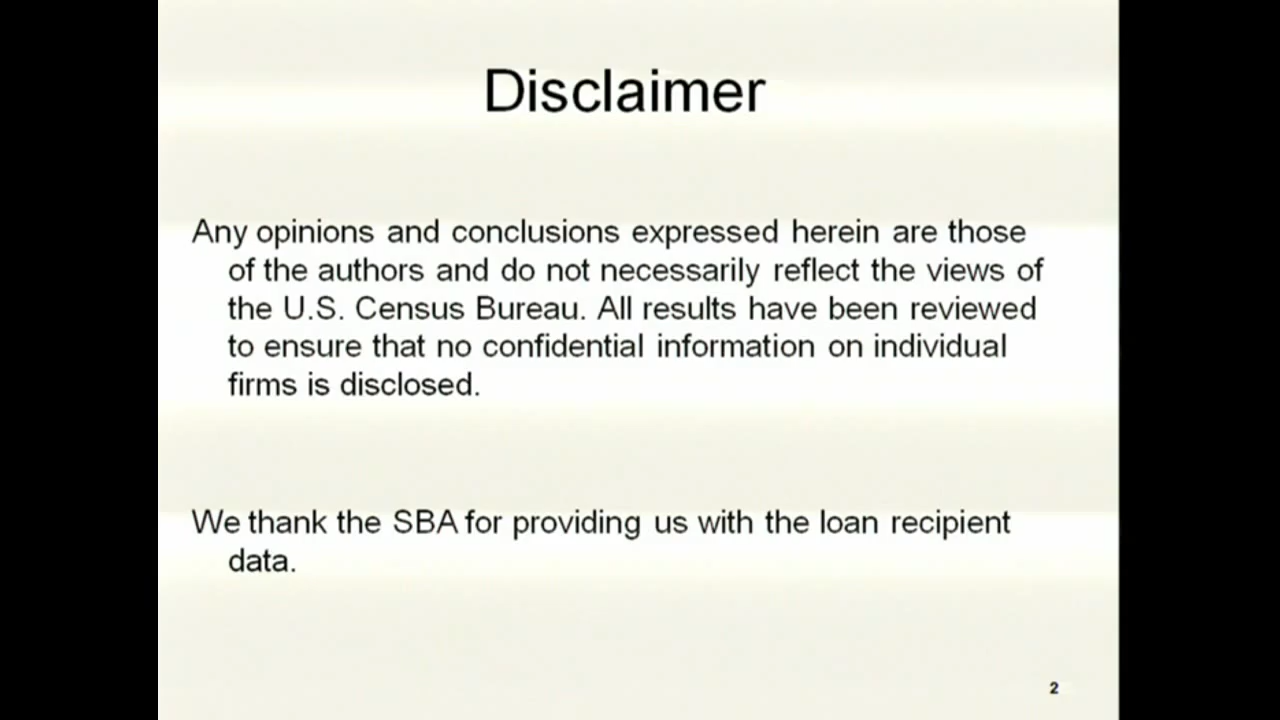 Disclaimer
Any opinions and conclusions expressed herein are those
of the authors and do not necessarily reflect the views of
the U.S. Census Bureau. All results have been reviewed
to ensure that no confidential information on individual
firms is disclosed.
We thank the SBA for providing us with the loan recipient
data.
2